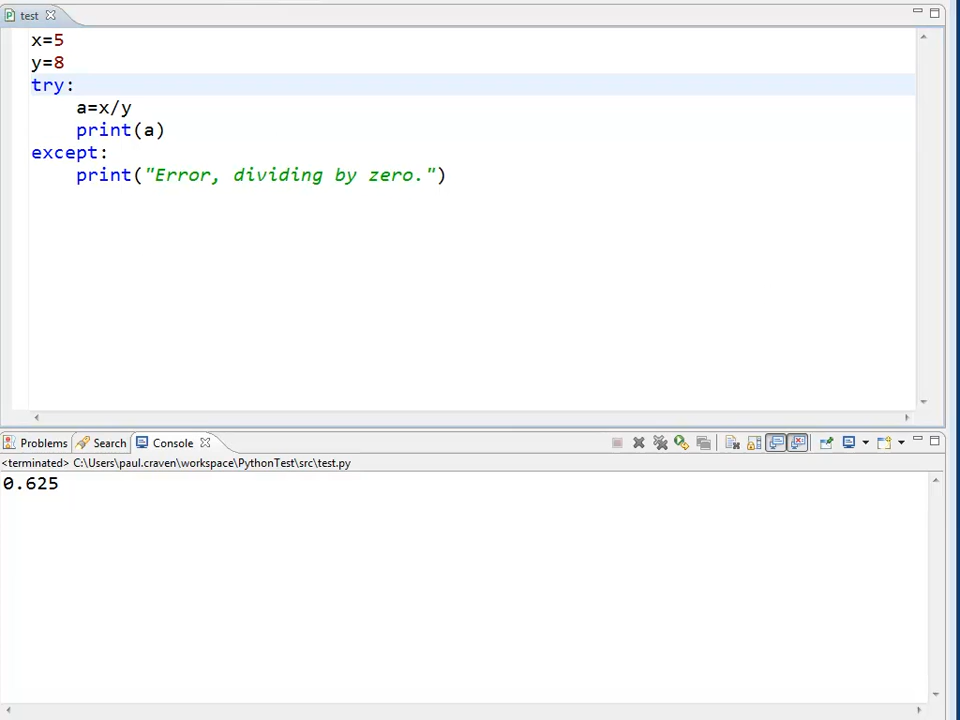 test
x=5
y=8
try:
    a=x/y
    print(a)
except:
    print("Error, dividing by zero.")
Problems Search Console
<terminated> C:\Users\paul.craven\workspace\PythonTest\src\test.py
0.625